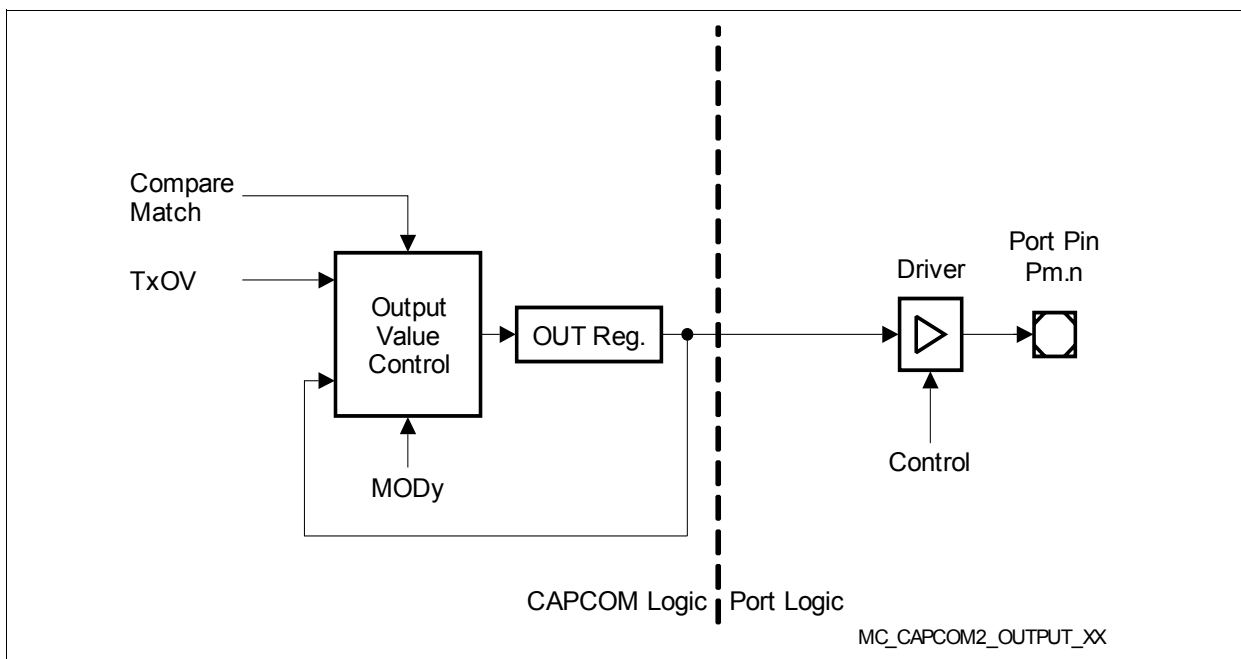 Compare
Match
TxOV
Output
Value
Control
OUT Reg.
MODy
Driver
Port Pin
Pm.n
Control
CAPCOM Logic
Port Logic
MC_CAPCOM2_OUTPUT_XX